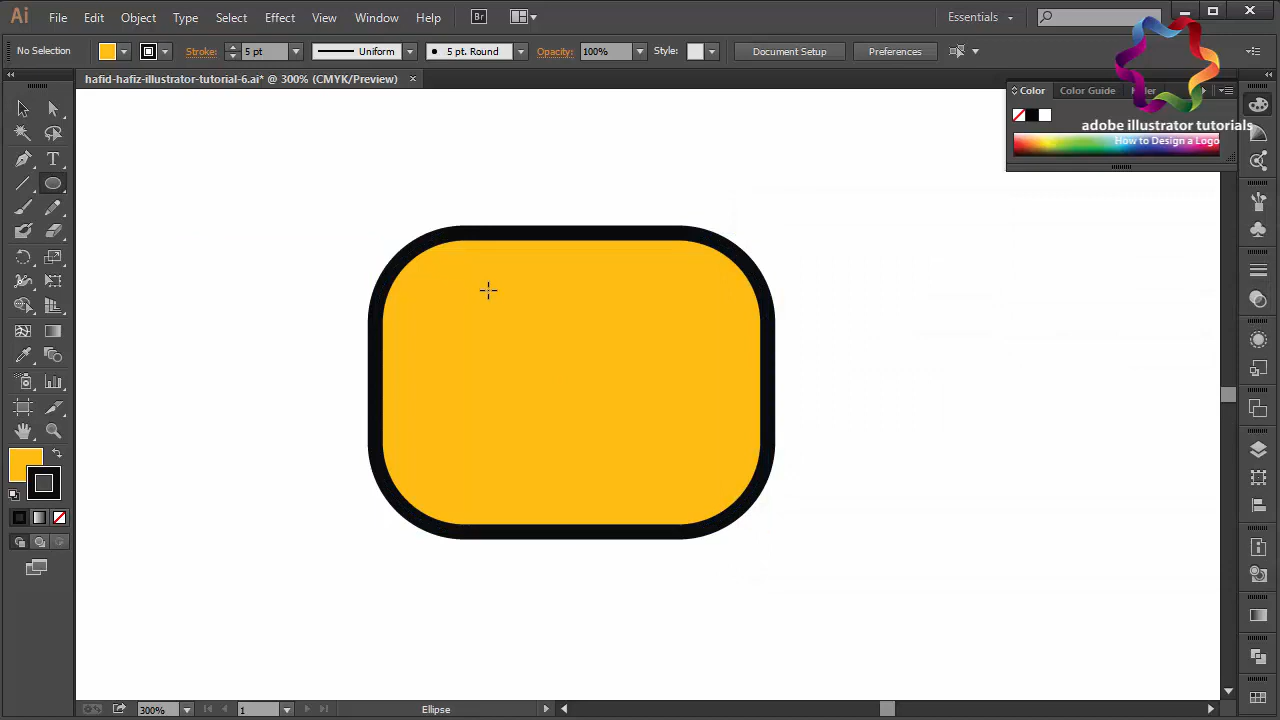 Ai File Edit Object Type Select Effect View Window Help Br Essentials
No Selection Stroke: 5 pt Uniform 5 pt. Round Opacity: 100% Style: Document Setup Preferences
hafid-hafiz-illustrator-tutorial-6.ai* @ 300% (CMYK/Preview)
Color Color Guide
adobe illustrator tutorials
How to Design a Logo
T
300% 1 Ellipse